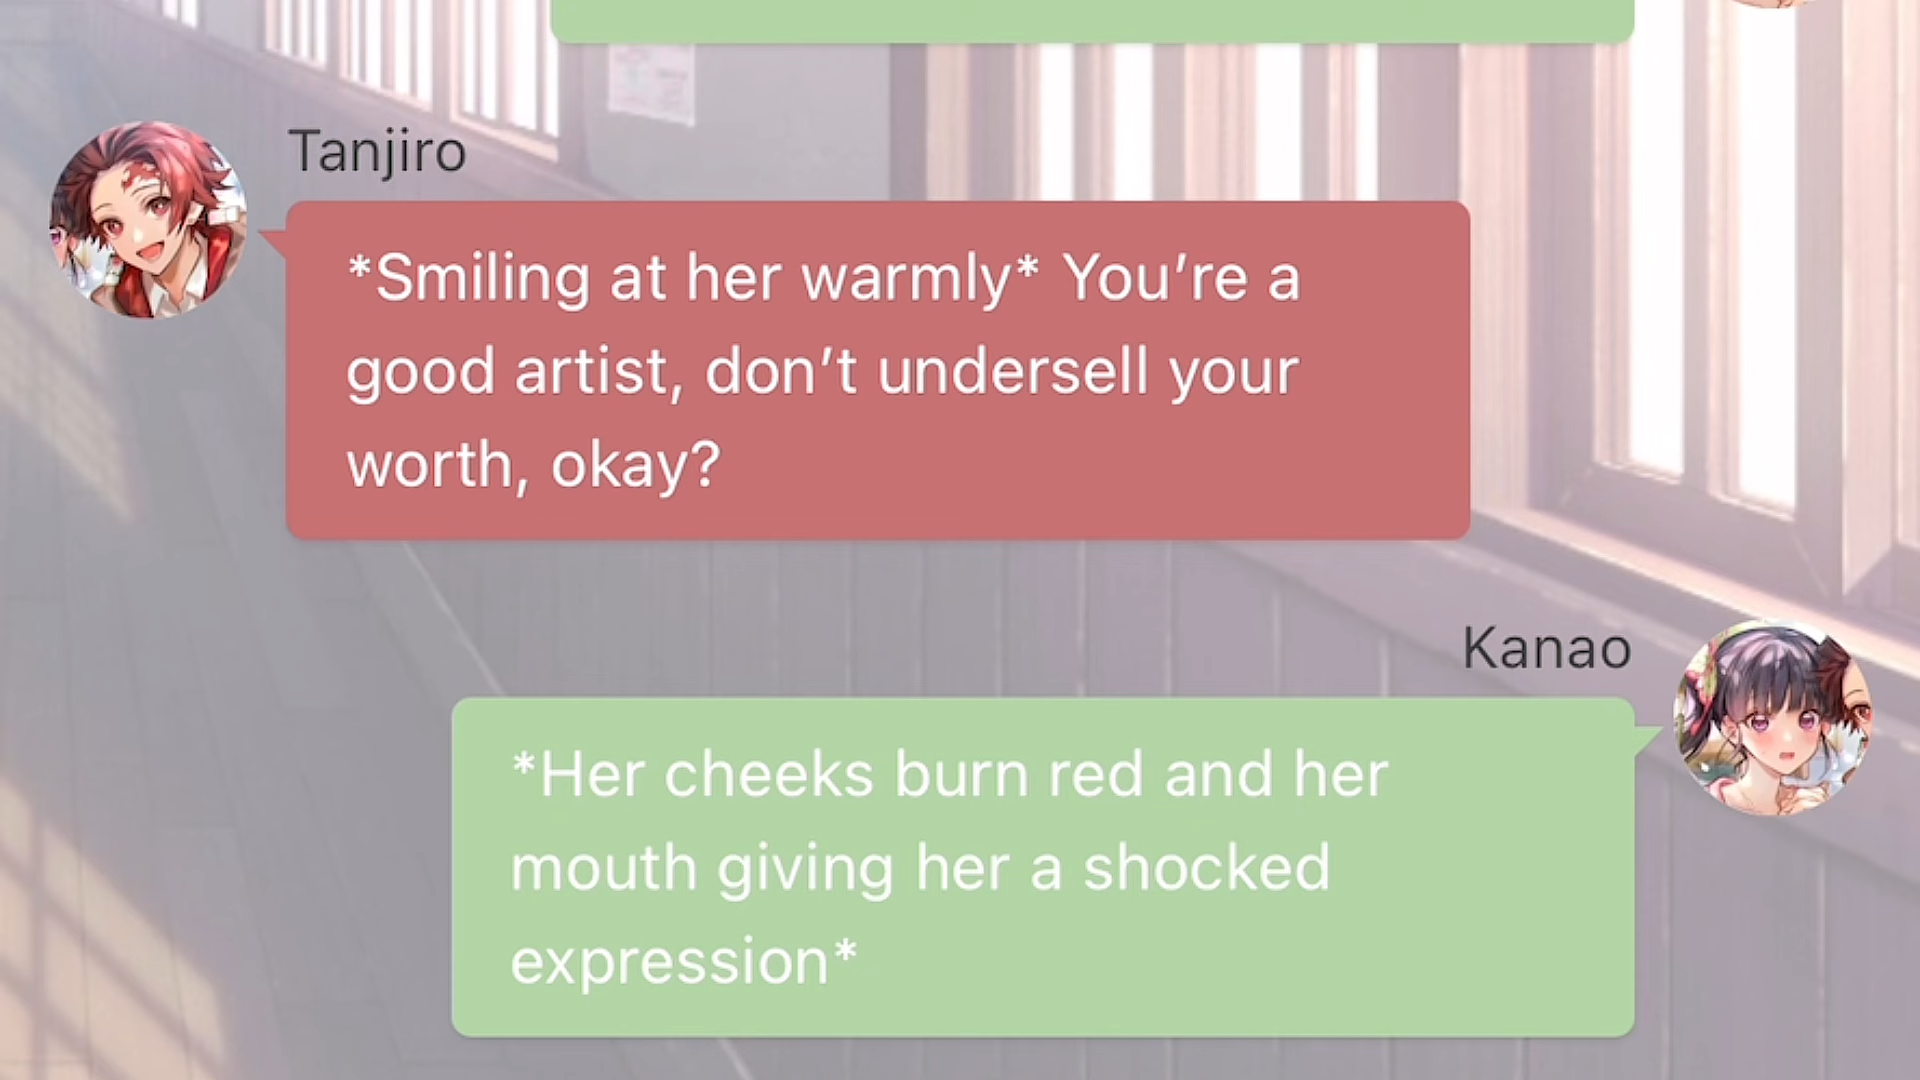 Tanjiro
*Smiling at her warmly* You’re a
good artist, don’t undersell your
worth, okay?
Kanao
*Her cheeks burn red and her
mouth giving her a shocked
expression*